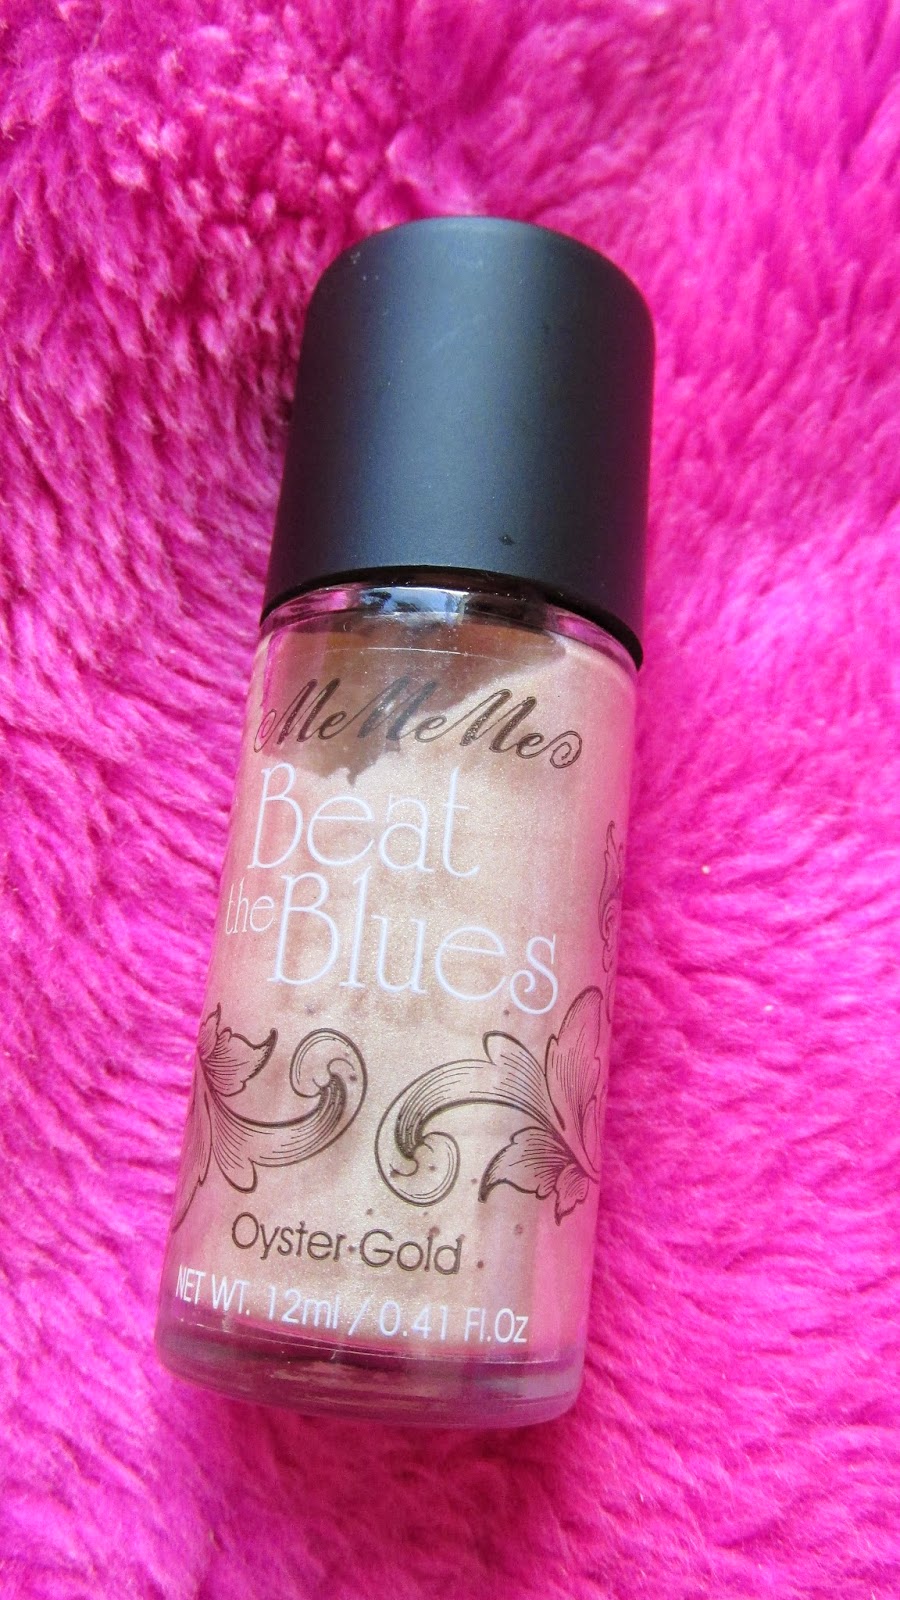 MeMeMe
Beat
the Blues
Oyster Gold
NET WT. 12ml / 0.41 Fl.Oz